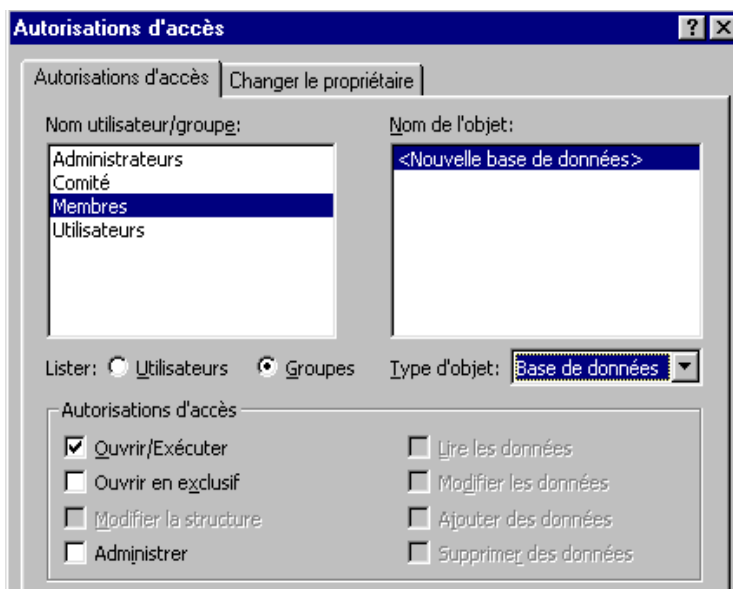 Autorisations d'accès
Autorisations d'accès
Changer le propriétaire
Nom utilisateur/groupe:
Administrateurs
Comité
Membres
Utilisateurs
Nom de l'objet:
<Nouvelle base de données>
Lister: Utilisateurs Groupes
Type d'objet: Base de données
Autorisations d'accès
Ouvrir/Exécuter
Ouvrir en exclusif
Modifier la structure
Administrer
Lire les données
Modifier les données
Ajouter des données
Supprimer des données